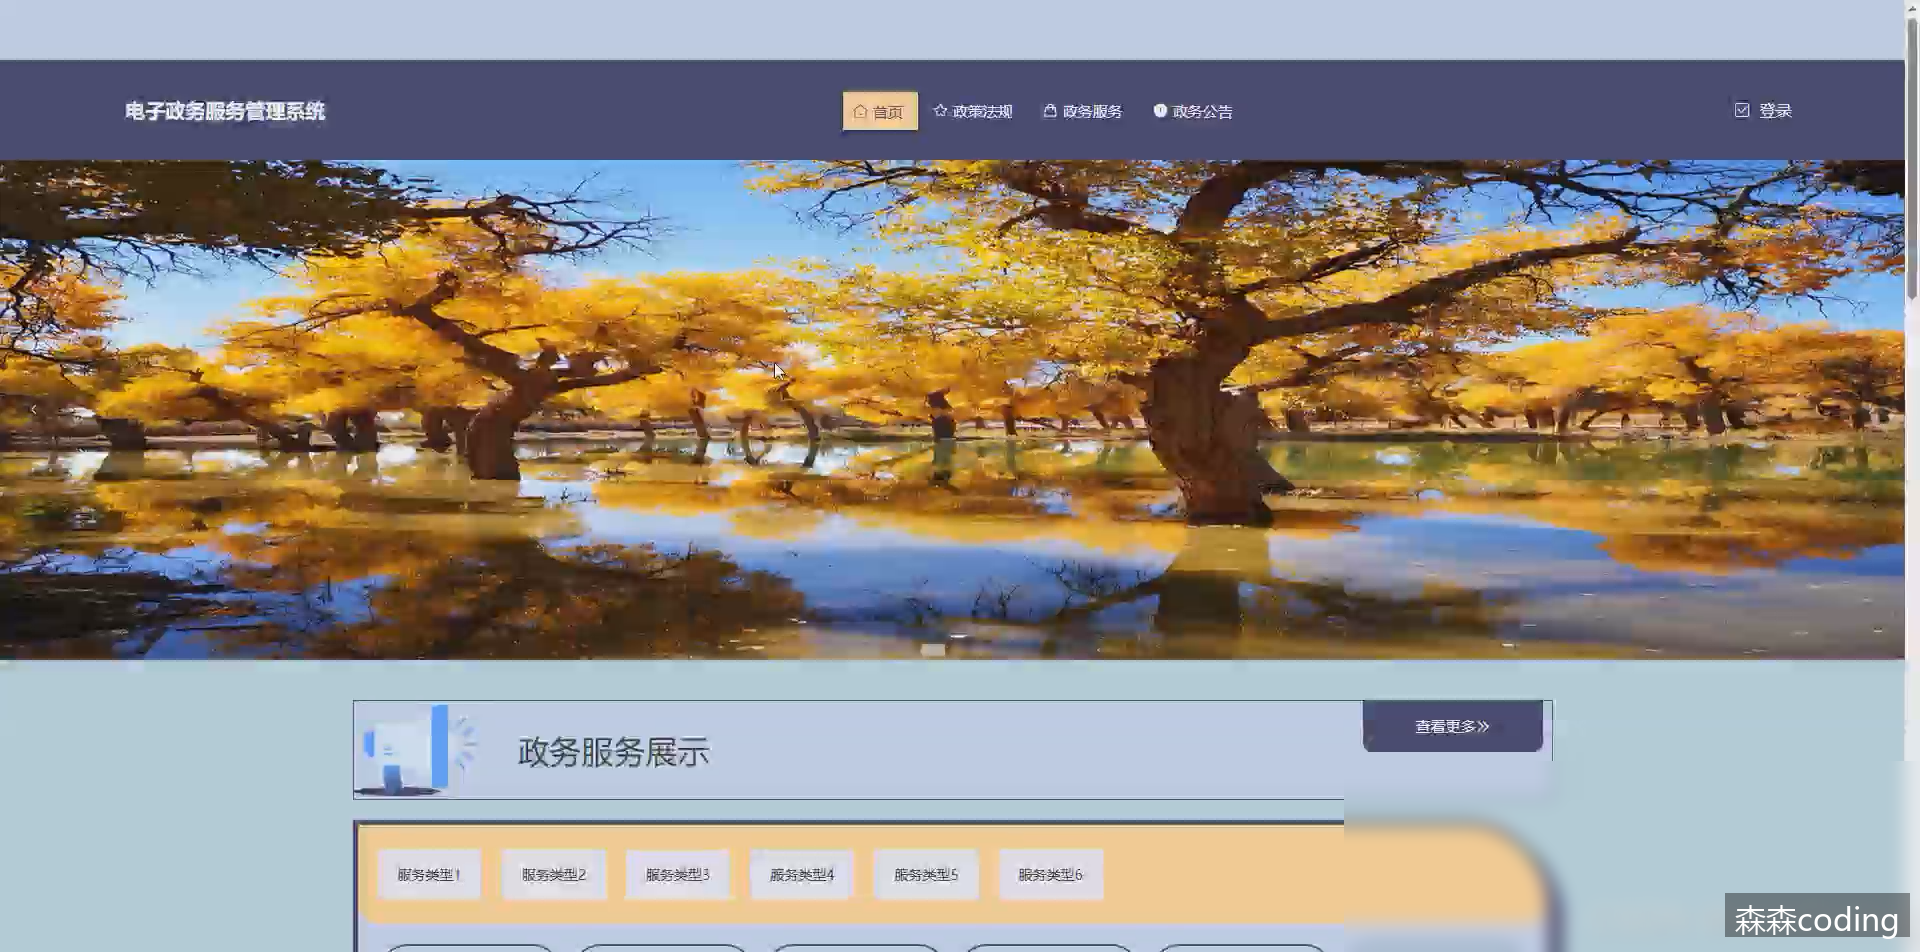 电子政务服务管理系统
首页 政策法规 政务服务 政务公告
登录
政务服务展示
查看更多
服务类型1 服务类型2 服务类型3 服务类型4 服务类型5 服务类型6
森森coding